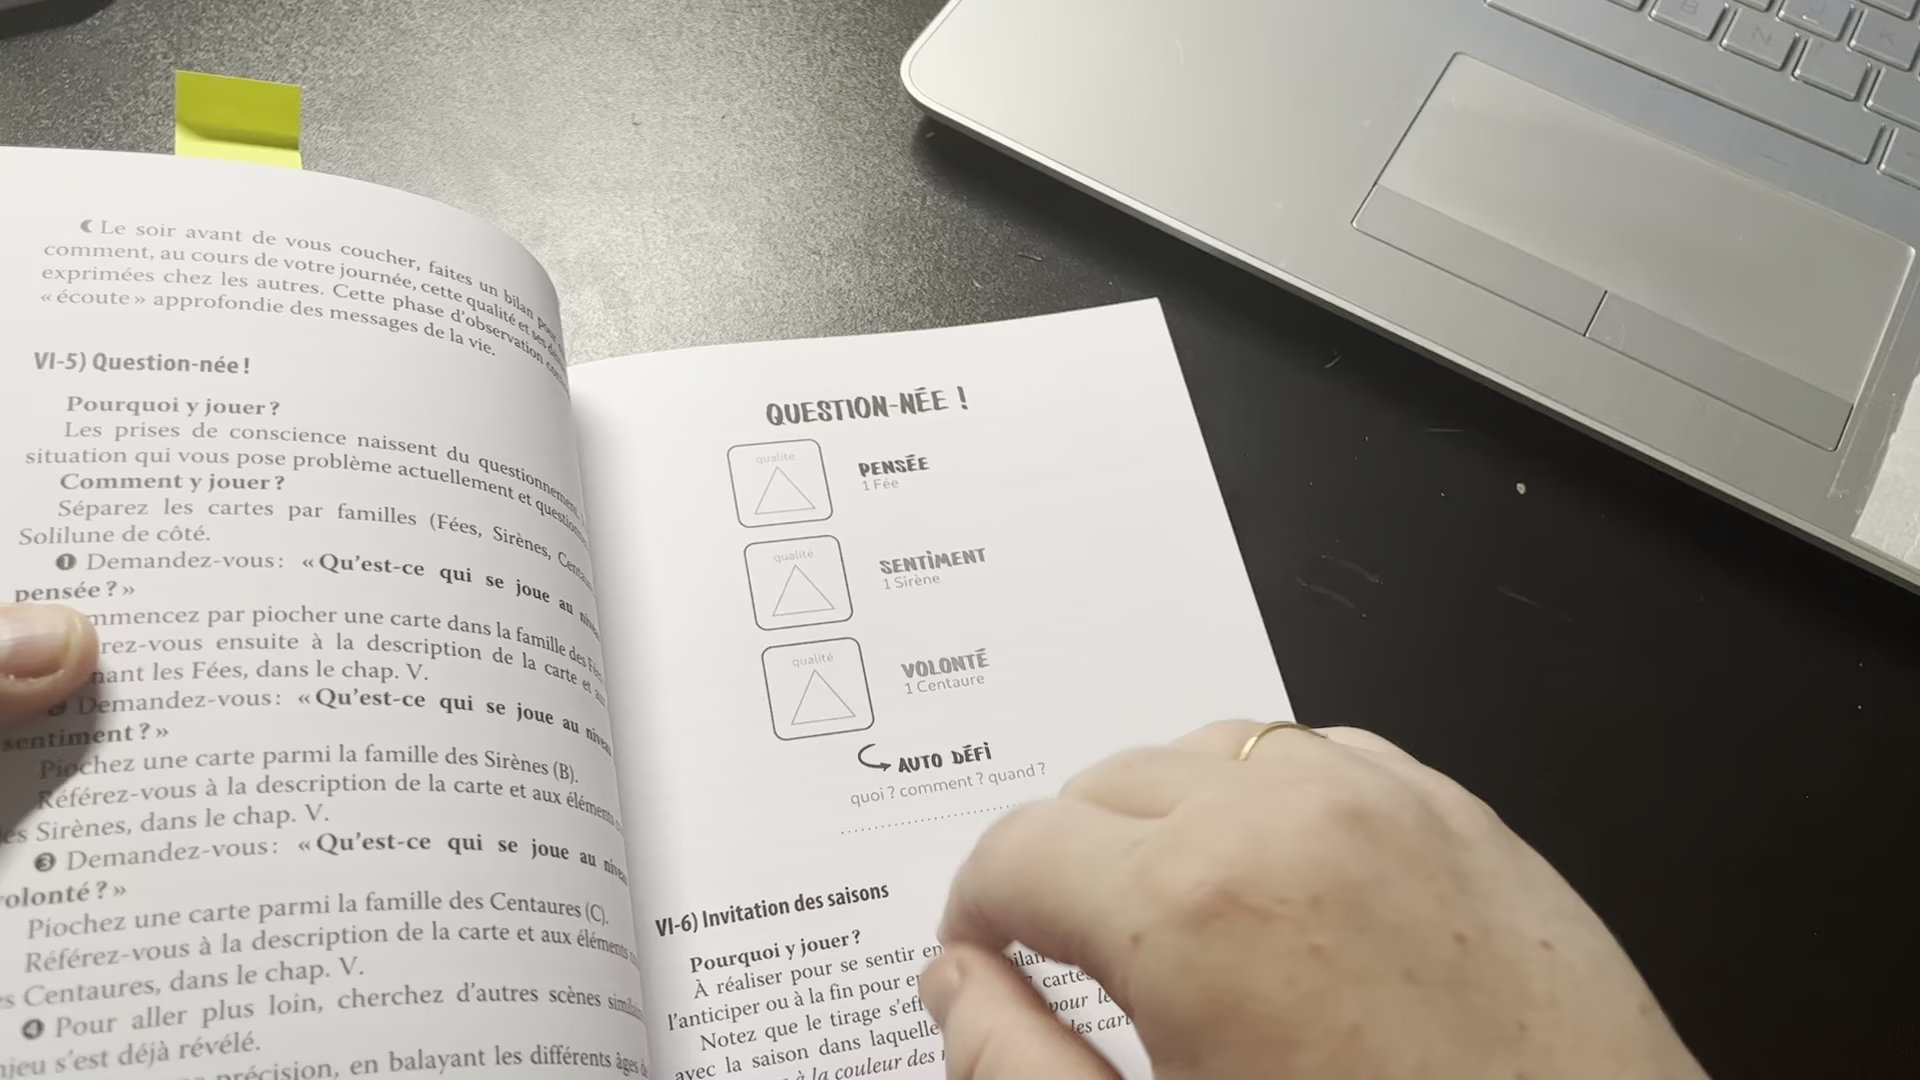 Le soir avant de vous coucher, faites un bilan pour
comment, au cours de votre journée, cette qualité et ses
exprimées chez les autres. Cette phase d'observation
« écoute » approfondie des messages de la vie.
VI-5) Question-née !
Pourquoi y jouer ?
Les prises de conscience naissent du questionnement.
situation qui vous pose problème actuellement et
Comment y jouer ?
Séparez les cartes par familles (Fées, Sirènes,
Solilune de côté.
❶ Demandez-vous : « Qu'est-ce qui se joue au
pensée ? »
piocher une carte dans la famille des
ensuite à la description de la carte et
les Fées, dans le chap. V.
Demandez-vous : « Qu'est-ce qui se joue au
sentiment ? »
Piochez une carte parmi la famille des Sirènes (B).
Référez-vous à la description de la carte et aux éléments
Sirènes, dans le chap. V.
❸ Demandez-vous : « Qu'est-ce qui se joue au
volonté ? »
Piochez une carte parmi la famille des Centaures (C).
Référez-vous à la description de la carte et aux éléments
Centaures, dans le chap. V.
❹ Pour aller plus loin, cherchez d'autres scènes
s'est déjà révélé.
précision, en balayant les différents âges
QUESTION-NÉE !
qualité
PENSÉE
1 Fée
qualité
SENTIMENT
1 Sirène
qualité
VOLONTÉ
1 Centaure
AUTO DÉFI
quoi ? comment ? quand ?
VI-6) Invitation des saisons
Pourquoi y jouer ?
À réaliser pour se sentir en bilan
l'anticiper ou à la fin pour cartes
Notez que le tirage pour
avec la saison dans laquelle les
à la couleur des
B
N
K